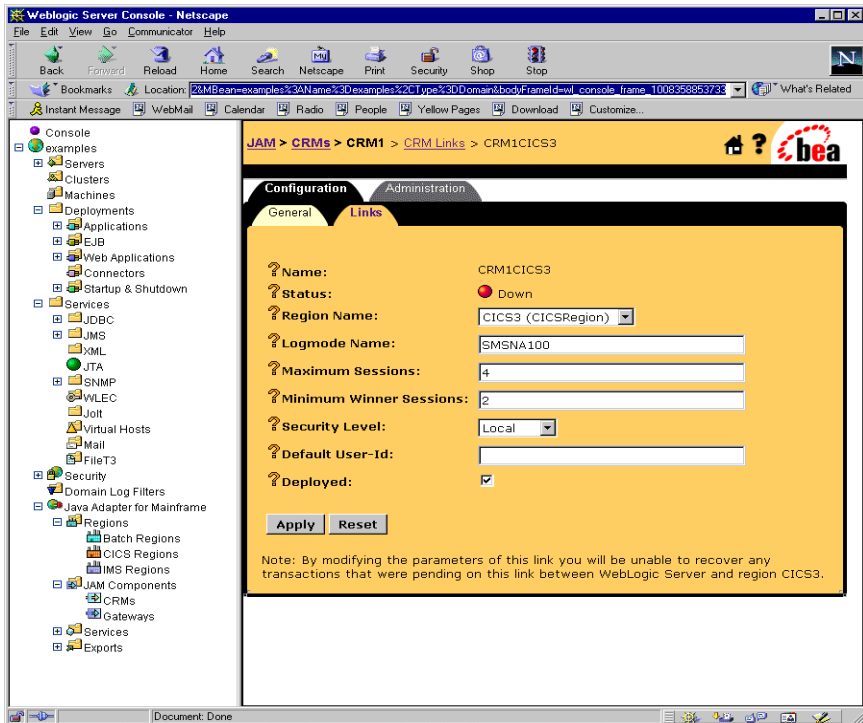 Weblogic Server Console - Netscape
File Edit View Go Communicator Help
Back Forward Reload Home Search Netscape Print Security Shop Stop
My
N
Bookmarks Location: 2&MBean=examples%3AName%3Dexamples%2CType%3DDomain&bodyFrameId=wl_console_frame_1008358853733 What's Related
Instant Message WebMail Calendar Radio People Yellow Pages Download Customize...
Console
examples
Servers
Clusters
Machines
Deployments
Applications
EJB
Web Applications
Connectors
Startup & Shutdown
Services
JDBC
JMS
XML
JTA
SNMP
WLEC
Jolt
Virtual Hosts
Mail
FileT3
Security
Domain Log Filters
Java Adapter for Mainframe
Regions
Batch Regions
CICS Regions
IMS Regions
JAM Components
CRMs
Gateways
Services
Exports
JAM > CRMs > CRM1 > CRM Links > CRM1CICS3
? bea
Configuration Administration
General Links
? Name: CRM1CICS3
? Status: Down
? Region Name: CICS3 (CICSRegion)
? Logmode Name: SMSNA100
? Maximum Sessions: 4
? Minimum Winner Sessions: 2
? Security Level: Local
? Default User-Id:
? Deployed:
Apply Reset
Note: By modifying the parameters of this link you will be unable to recover any
transactions that were pending on this link between WebLogic Server and region CICS3.
Document: Done